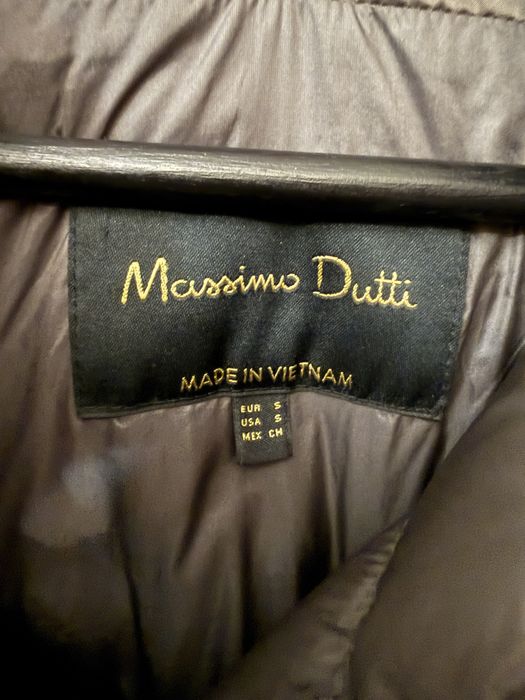 Massimo Dutti
MADE IN VIETNAM
EUR S
USA S
MEX CH